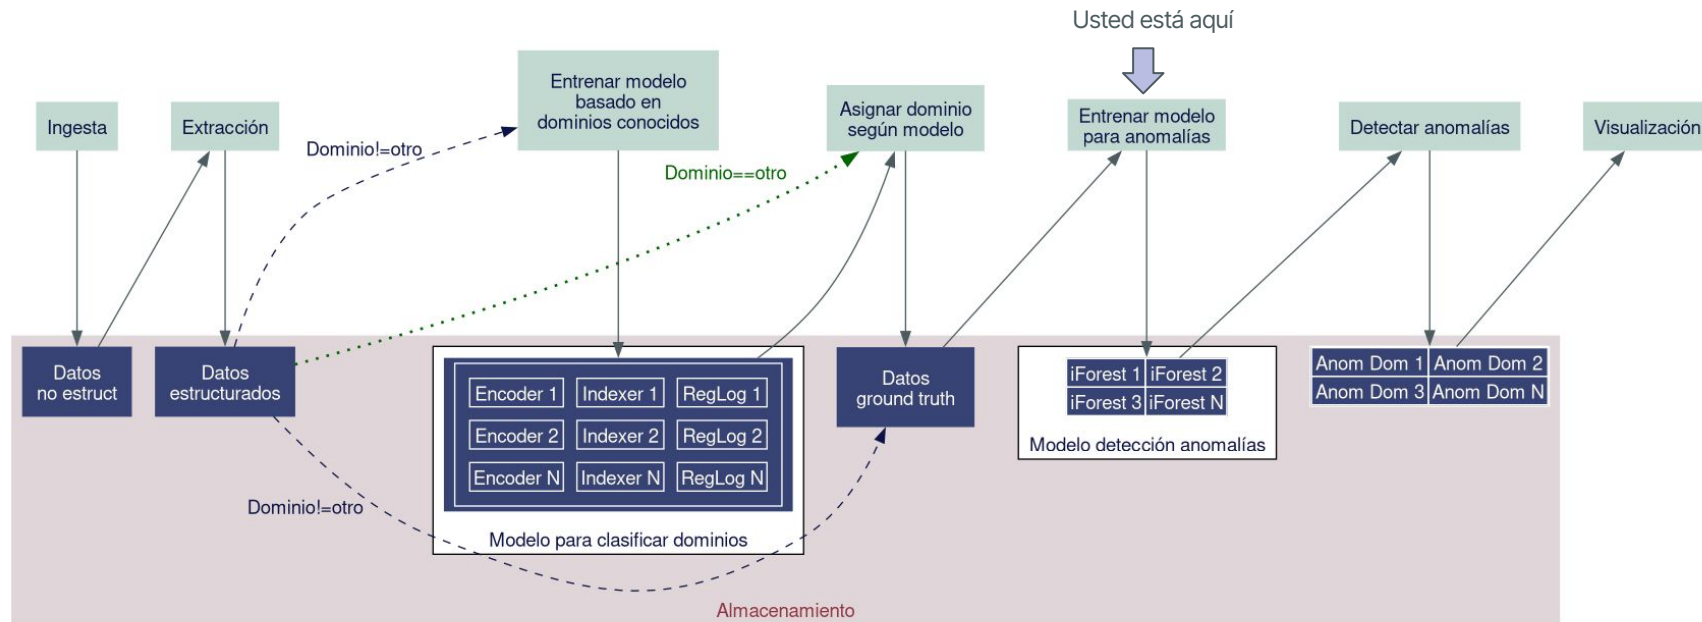 Usted está aquí
Ingesta
Extracción
Entrenar modelo
basado en
dominios conocidos
Asignar dominio
según modelo
Entrenar modelo
para anomalías
Detectar anomalías
Visualización
Dominio!=otro
Dominio==otro
Datos
no estruct
Datos
estructurados
Encoder 1 Indexer 1 RegLog 1
Encoder 2 Indexer 2 RegLog 2
Encoder N Indexer N RegLog N
Modelo para clasificar dominios
Datos
ground truth
iForest 1 iForest 2
iForest 3 iForest N
Modelo detección anomalías
Anom Dom 1 Anom Dom 2
Anom Dom 3 Anom Dom N
Dominio!=otro
Almacenamiento